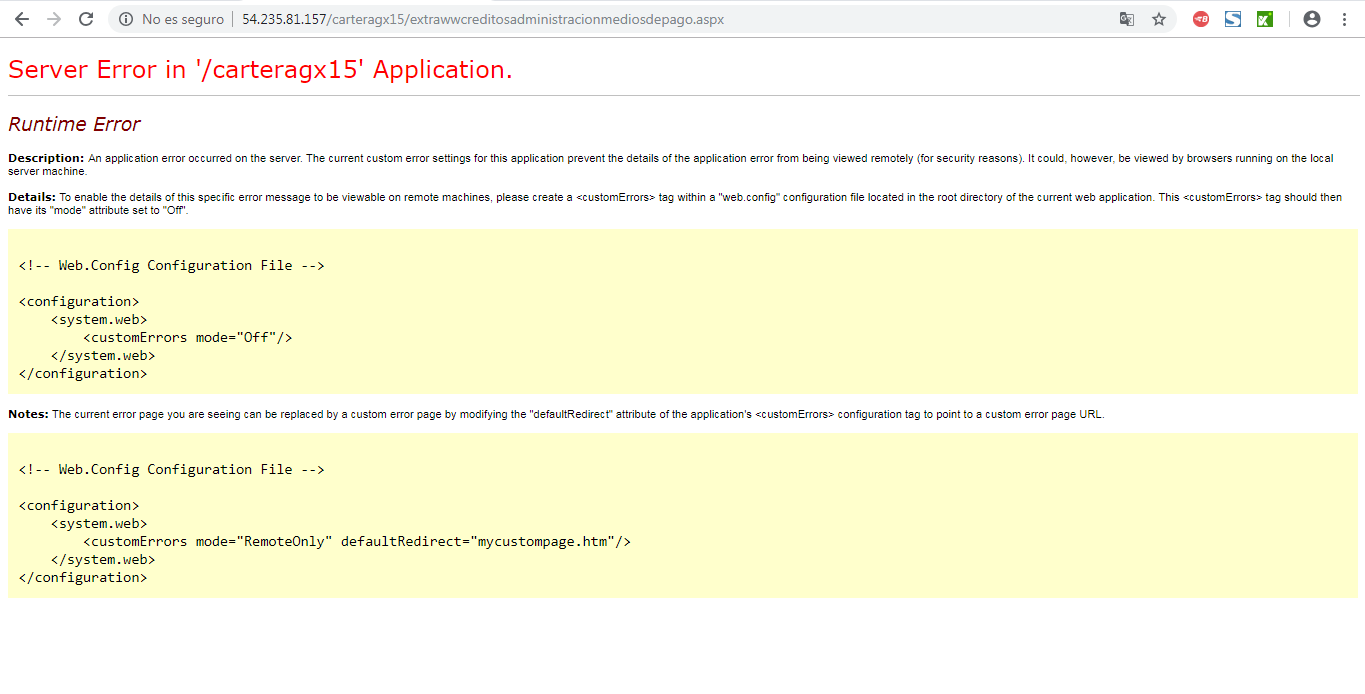 No es seguro | 54.235.81.157/carteragx15/extrawwcreditosadministracionmediosdepago.aspx
Server Error in '/carteragx15' Application.
Runtime Error
Description: An application error occurred on the server. The current custom error settings for this application prevent the details of the application error from being viewed remotely (for security reasons). It could, however, be viewed by browsers running on the local
server machine.
Details: To enable the details of this specific error message to be viewable on remote machines, please create a <customErrors> tag within a "web.config" configuration file located in the root directory of the current web application. This <customErrors> tag should then
have its "mode" attribute set to "Off".
<!-- Web.Config Configuration File -->
<configuration>
    <system.web>
        <customErrors mode="Off"/>
    </system.web>
</configuration>
Notes: The current error page you are seeing can be replaced by a custom error page by modifying the "defaultRedirect" attribute of the application's <customErrors> configuration tag to point to a custom error page URL.
<!-- Web.Config Configuration File -->
<configuration>
    <system.web>
        <customErrors mode="RemoteOnly" defaultRedirect="mycustompage.htm"/>
    </system.web>
</configuration>